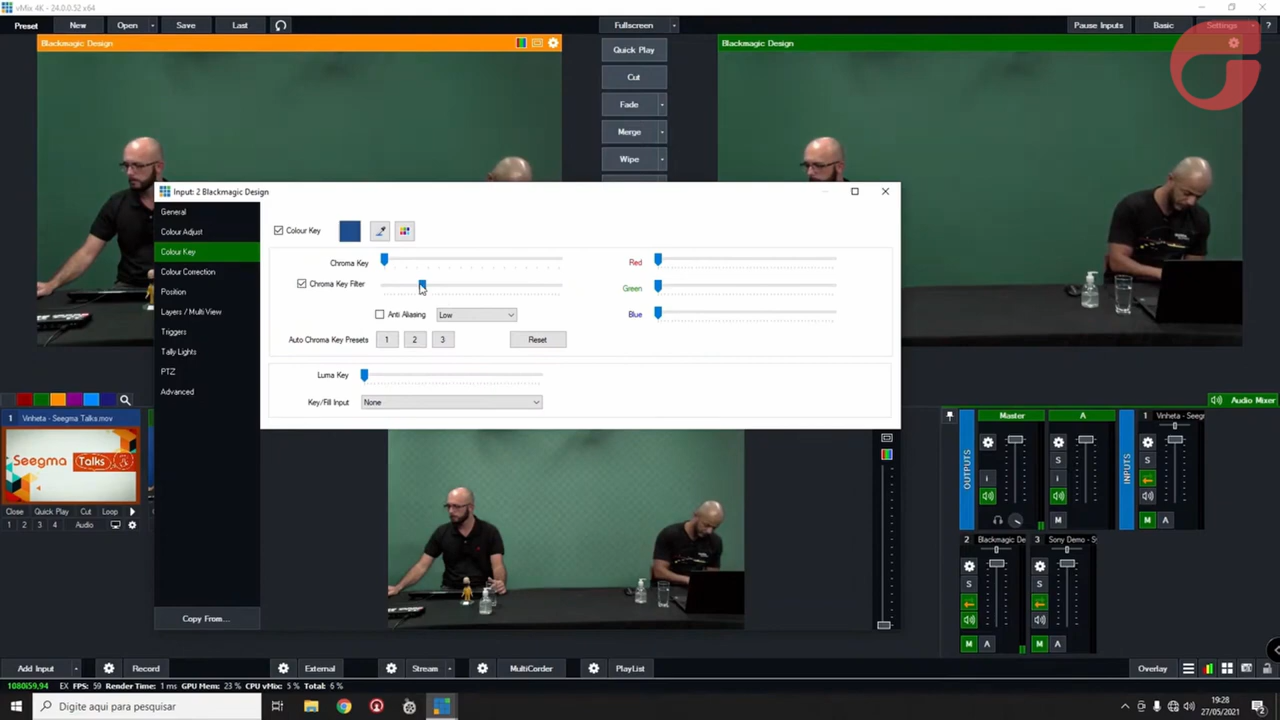 vMix 4K - 24.0.0.52 x64
Preset
New
Open
Save
Last
Fullscreen
Pause Inputs
Basic
Settings
?
Blackmagic Design
Blackmagic Design
Quick Play
Cut
Fade
Merge
Wipe
Input: 2 Blackmagic Design
General
Colour Adjust
Colour Key
Colour Correction
Position
Layers / Multi View
Triggers
Tally Lights
PTZ
Advanced
Copy From...
Colour Key
Chroma Key
Chroma Key Filter
Anti Aliasing
Low
Auto Chroma Key Presets
1
2
3
Reset
Red
Green
Blue
Luma Key
Key/Fill Input
None
1 Vinheta - Seegma Talks.mov
Seegma Talks
Close
Quick Play
Cut
Loop
1 2 3 4 Audio
Audio Mixer
OUTPUTS
Master
S
M
A
INPUTS
1 Vinheta - Seeg
S
M A
2 Blackmagic De
S
M A
3 Sony Demo - S
S
M A
Add Input
Record
External
Stream
MultiCorder
PlayList
Overlay
1080i59,94 EX FPS: 59 Render Time: 1 ms GPU Mem: 23 % CPU vMix: 5 % Total: 6 %
Digite aqui para pesquisar
19:28
27/05/2021